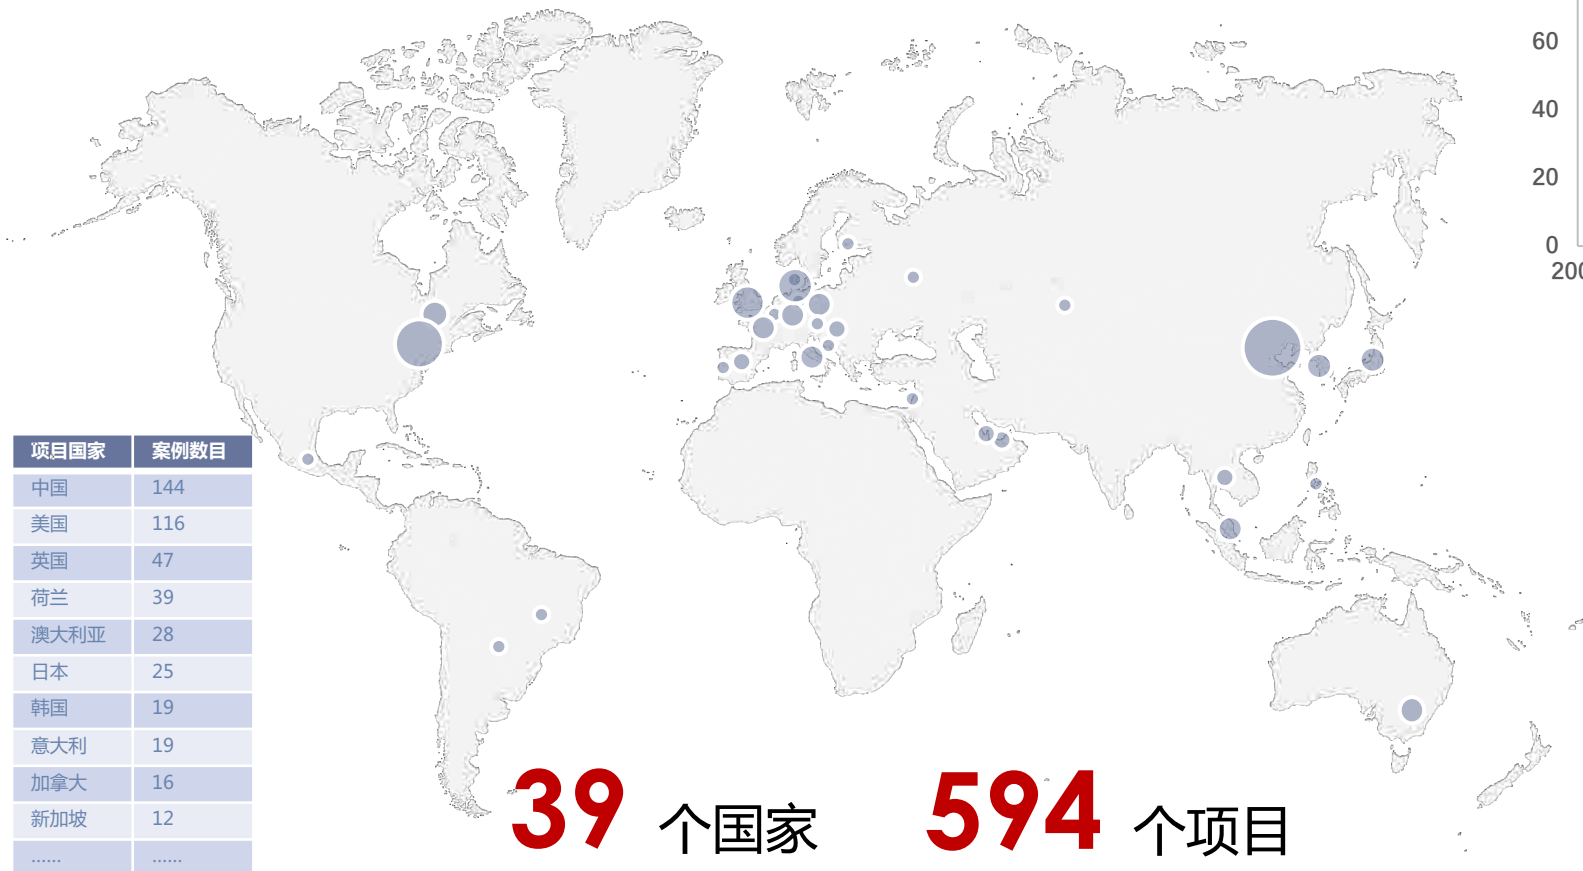 60
40
20
0
200
项目国家 案例数目
中国 144
美国 116
英国 47
荷兰 39
澳大利亚 28
日本 25
韩国 19
意大利 19
加拿大 16
新加坡 12
...... ......
39 个国家 594 个项目